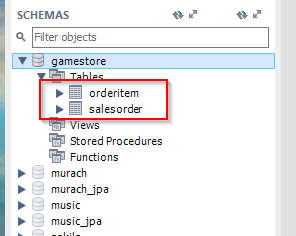 SCHEMAS
Filter objects
gamestore
Tables
orderitem
salesorder
Views
Stored Procedures
Functions
murach
murach_jpa
music
music_jpa